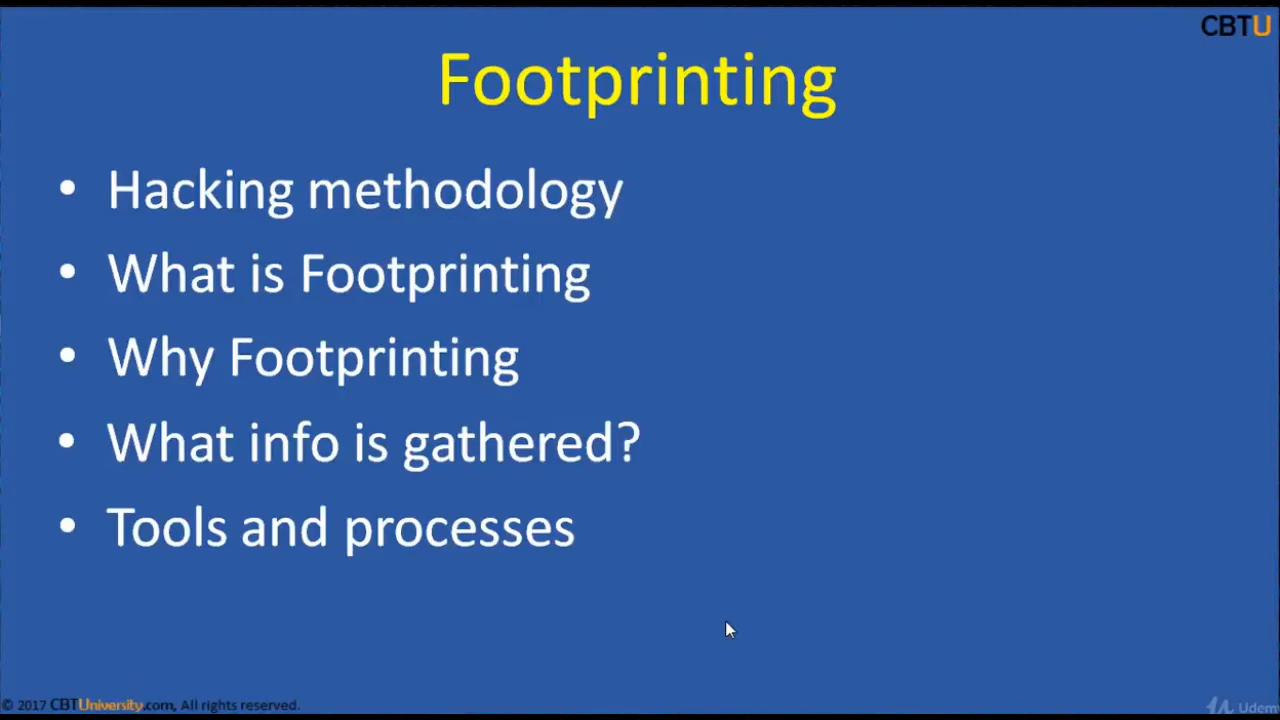 CBTU
Footprinting
• Hacking methodology
• What is Footprinting
• Why Footprinting
• What info is gathered?
• Tools and processes
© 2017 CBTUniversity.com, All rights reserved.
Udem